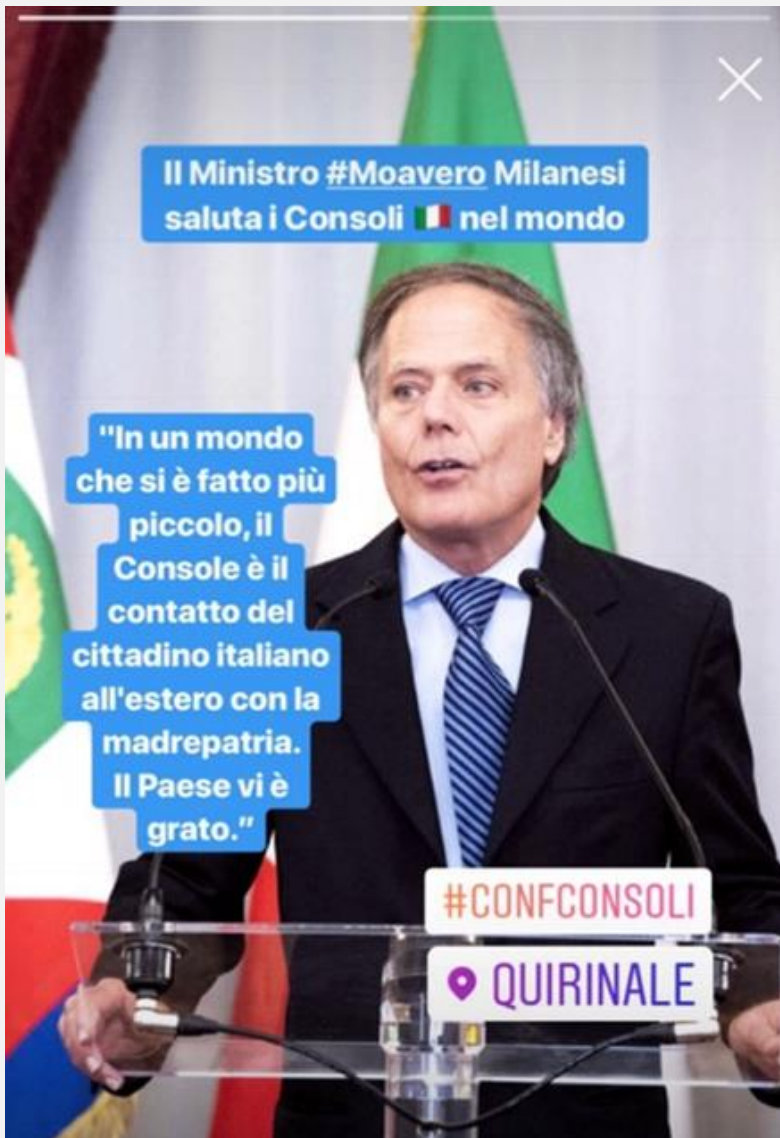 Il Ministro #Moavero Milanesi
saluta i Consoli 🇮🇹 nel mondo
"In un mondo
che si è fatto più
piccolo, il
Console è il
contatto del
cittadino italiano
all'estero con la
madrepatria.
Il Paese vi è
grato.”
#CONFCONSOLI
QUIRINALE